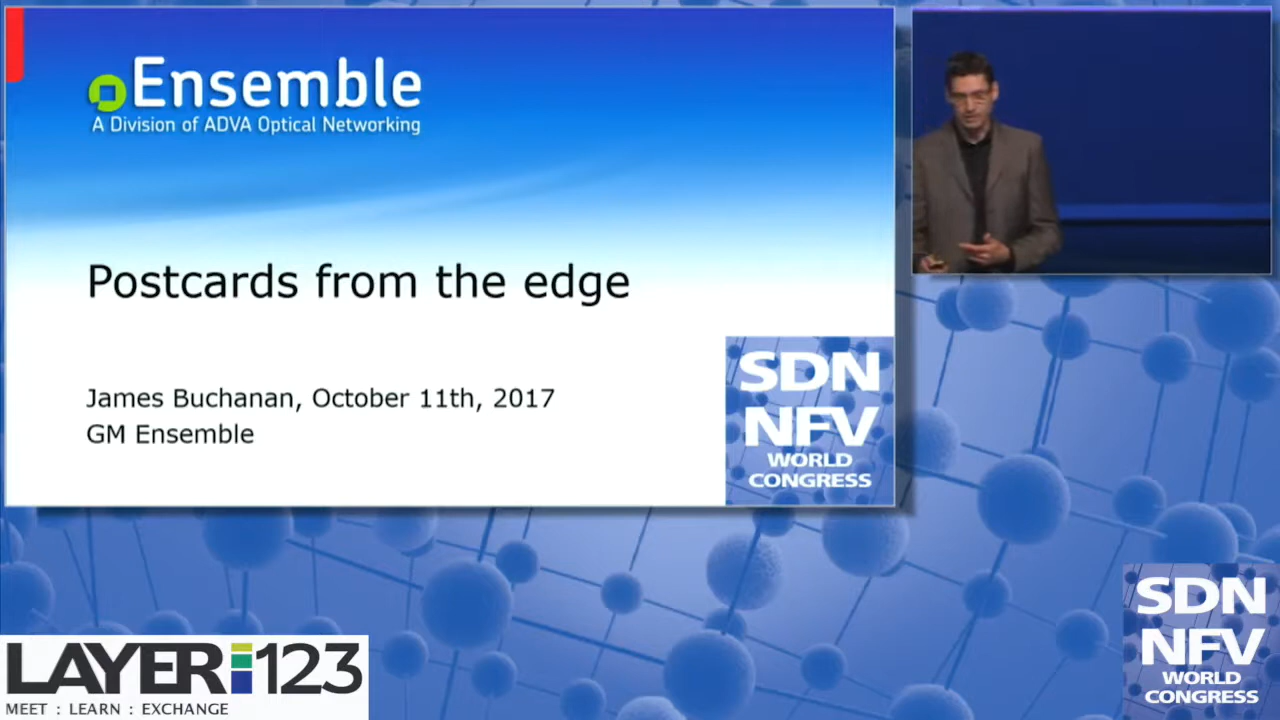 Ensemble
A Division of ADVA Optical Networking
Postcards from the edge
James Buchanan, October 11th, 2017
GM Ensemble
SDN
NFV
WORLD
CONGRESS
SDN
NFV
WORLD
CONGRESS
LAYER123
MEET : LEARN : EXCHANGE